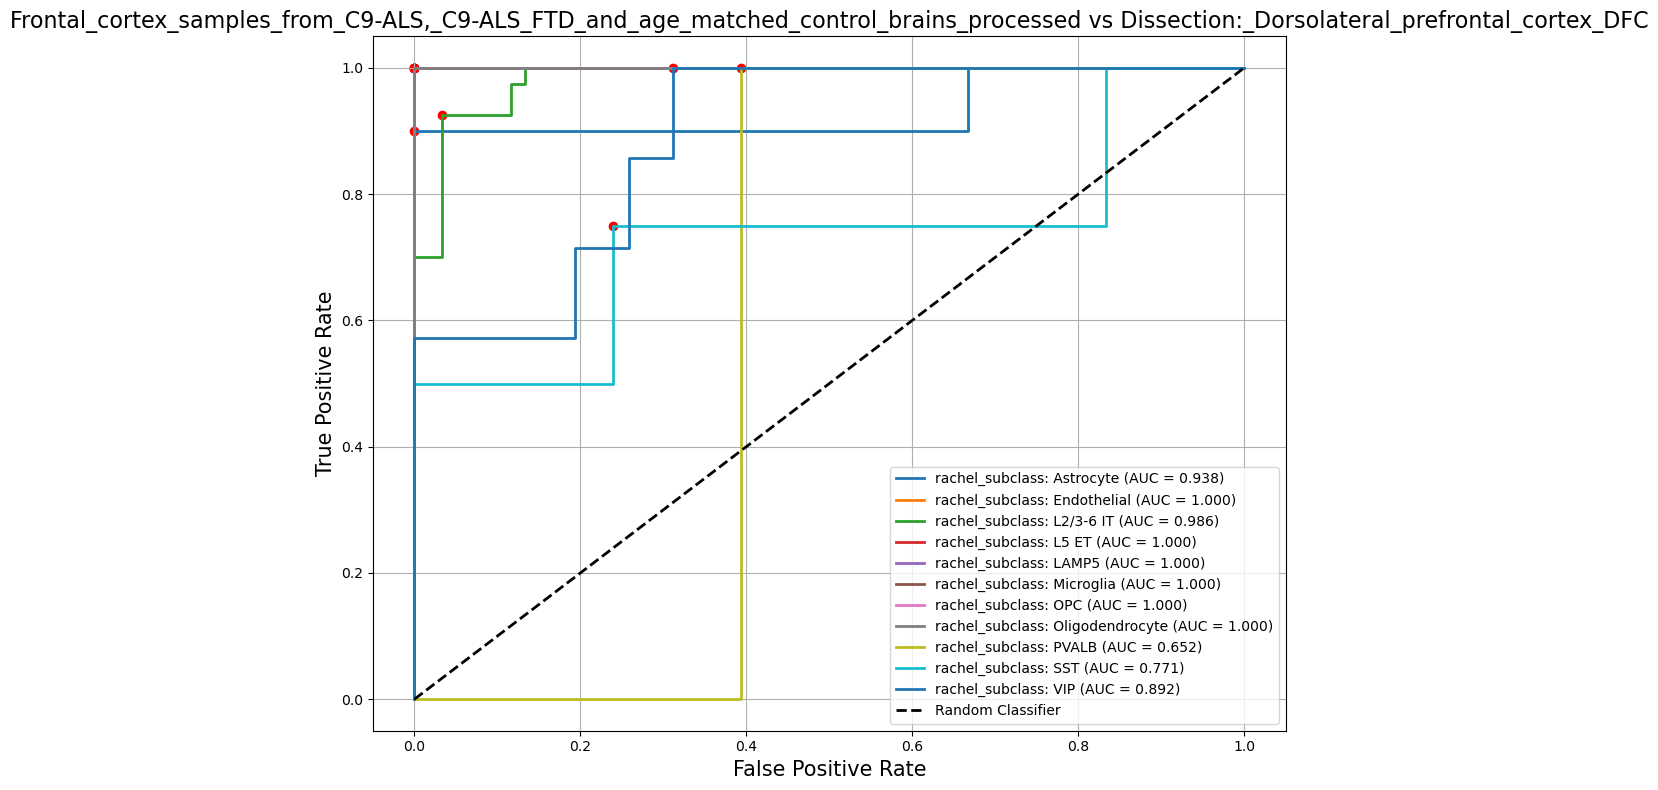 Frontal_cortex_samples_from_C9-ALS,_C9-ALS_FTD_and_age_matched_control_brains_processed vs Dissection:_Dorsolateral_prefrontal_cortex_DFC
1.0
0.8
0.6
0.4
0.2
0.0
True Positive Rate
rachel_subclass: Astrocyte (AUC = 0.938)
rachel_subclass: Endothelial (AUC = 1.000)
rachel_subclass: L2/3-6 IT (AUC = 0.986)
rachel_subclass: L5 ET (AUC = 1.000)
rachel_subclass: LAMP5 (AUC = 1.000)
rachel_subclass: Microglia (AUC = 1.000)
rachel_subclass: OPC (AUC = 1.000)
rachel_subclass: Oligodendrocyte (AUC = 1.000)
rachel_subclass: PVALB (AUC = 0.652)
rachel_subclass: SST (AUC = 0.771)
rachel_subclass: VIP (AUC = 0.892)
Random Classifier
0.0 0.2 0.4 0.6 0.8 1.0
False Positive Rate